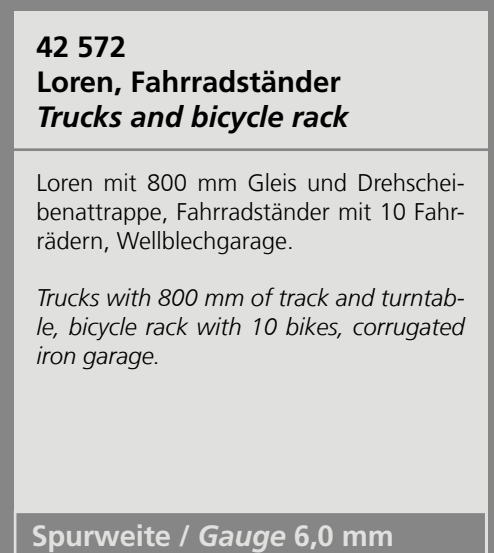 42 572
Loren, Fahrradständer
Trucks and bicycle rack
Loren mit 800 mm Gleis und Drehschei-
benattrappe, Fahrradständer mit 10 Fahr-
rädern, Wellblechgarage.
Trucks with 800 mm of track and turntab-
le, bicycle rack with 10 bikes, corrugated
iron garage.
Spurweite / Gauge 6,0 mm